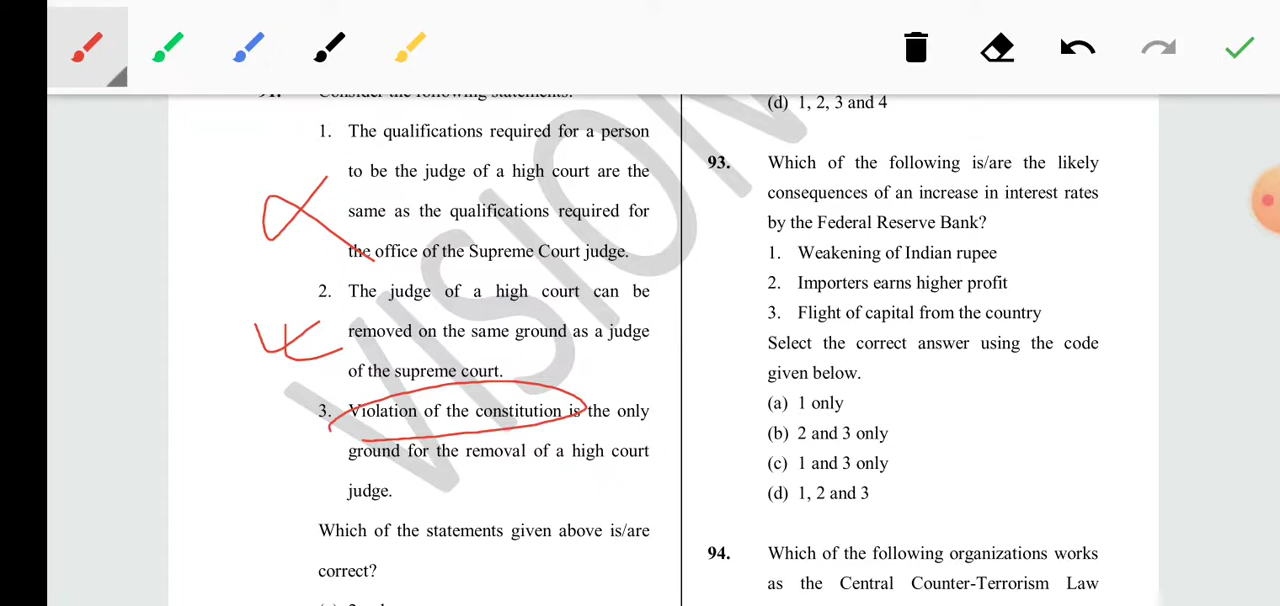 91. Consider the following statements:
1. The qualifications required for a person
to be the judge of a high court are the
same as the qualifications required for
the office of the Supreme Court judge.
2. The judge of a high court can be
removed on the same ground as a judge
of the supreme court.
3. Violation of the constitution is the only
ground for the removal of a high court
judge.
Which of the statements given above is/are
correct?
(d) 1, 2, 3 and 4
93. Which of the following is/are the likely
consequences of an increase in interest rates
by the Federal Reserve Bank?
1. Weakening of Indian rupee
2. Importers earns higher profit
3. Flight of capital from the country
Select the correct answer using the code
given below.
(a) 1 only
(b) 2 and 3 only
(c) 1 and 3 only
(d) 1, 2 and 3
94. Which of the following organizations works
as the Central Counter-Terrorism Law
VISION